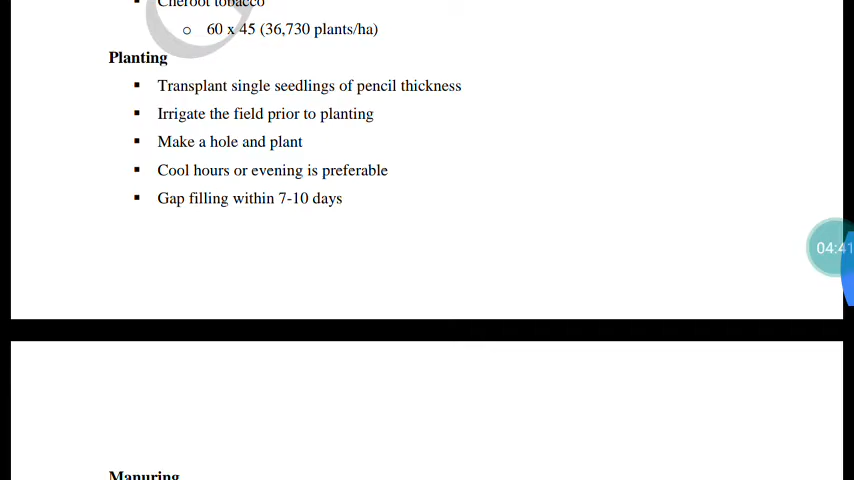 Cheroot tobacco
60 x 45 (36,730 plants/ha)
Planting
Transplant single seedlings of pencil thickness
Irrigate the field prior to planting
Make a hole and plant
Cool hours or evening is preferable
Gap filling within 7-10 days
04:41
Manuring